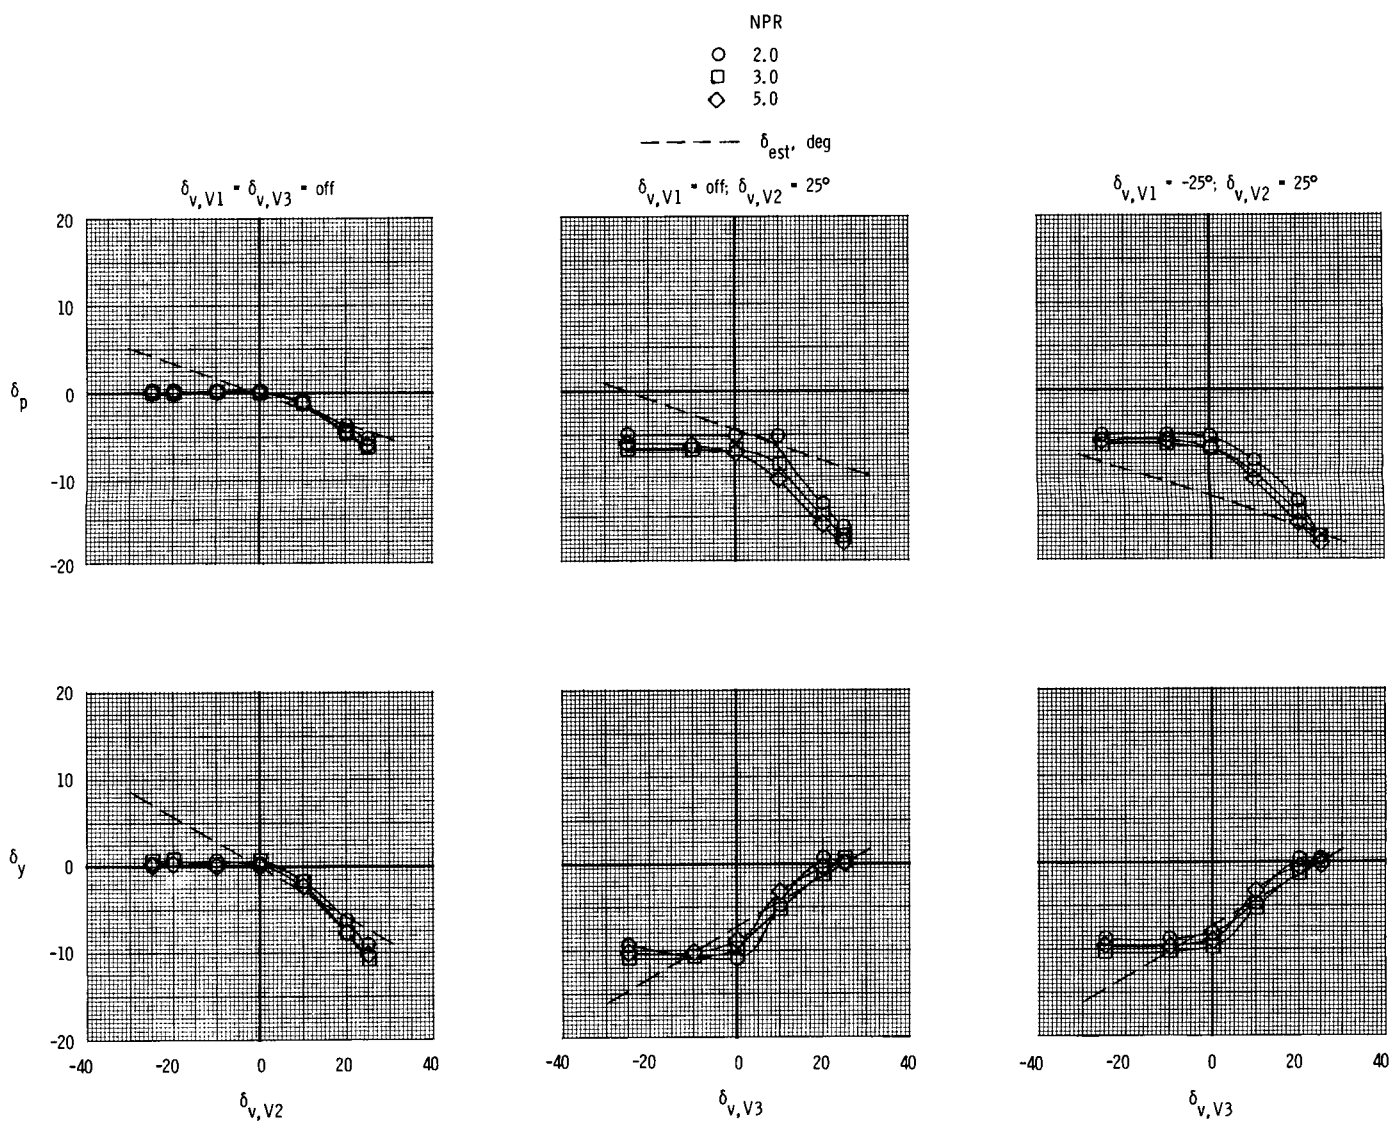 NPR
○ 2.0
□ 3.0
◇ 5.0
— — — δest, deg
δv,V1 = δv,V3 = off
δv,V1 = off; δv,V2 = 25°
δv,V1 = -25°; δv,V2 = 25°
20
10
0
-10
-20
δp
20
10
0
-10
-20
δy
-40 -20 0 20 40
-40 -20 0 20 40
-40 -20 0 20 40
δv,V2
δv,V3
δv,V3